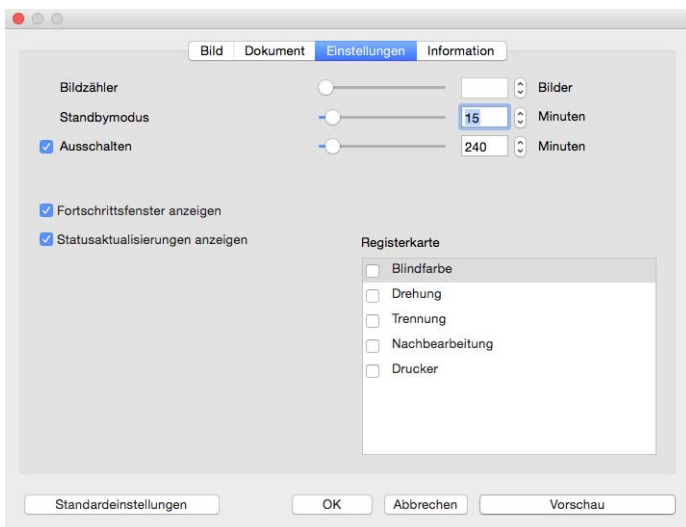 Bild Dokument Einstellungen Information
Bildzähler Bilder
Standbymodus 15 Minuten
Ausschalten 240 Minuten
Fortschrittsfenster anzeigen
Statusaktualisierungen anzeigen
Registerkarte
Blindfarbe
Drehung
Trennung
Nachbearbeitung
Drucker
Standardeinstellungen OK Abbrechen Vorschau